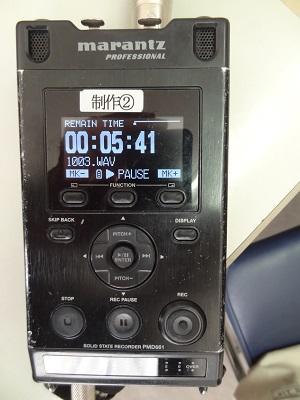 marantz
PROFESSIONAL
制作②
REMAIN TIME
00:05:41
1003.WAV
MK- PAUSE MK+
FUNCTION
SKIP BACK
DISPLAY
PITCH+
ENTER
PITCH-
STOP
REC PAUSE
REC
SOLID STATE RECORDER PMD661
OVER